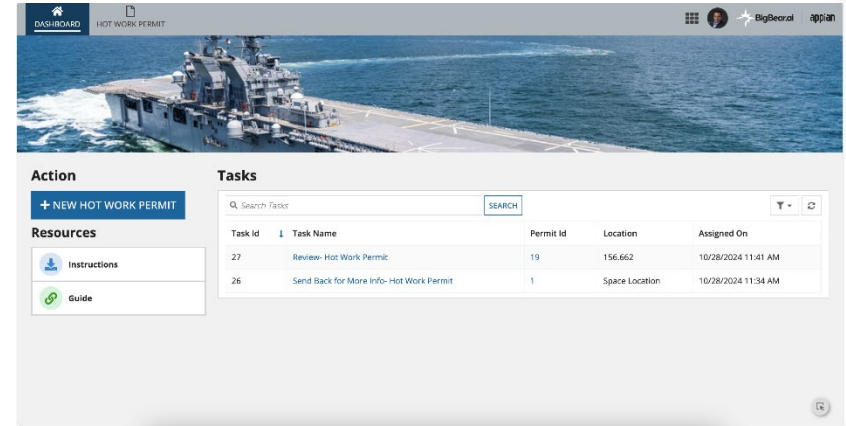 DASHBOARD
HOT WORK PERMIT
BigBear.ai
appian
Action
+ NEW HOT WORK PERMIT
Resources
Instructions
Guide
Tasks
Search Tasks
SEARCH
Task Id ↓ Task Name Permit Id Location Assigned On
27 Review- Hot Work Permit 19 156.662 10/28/2024 11:41 AM
26 Send Back for More Info- Hot Work Permit 1 Space Location 10/28/2024 11:34 AM